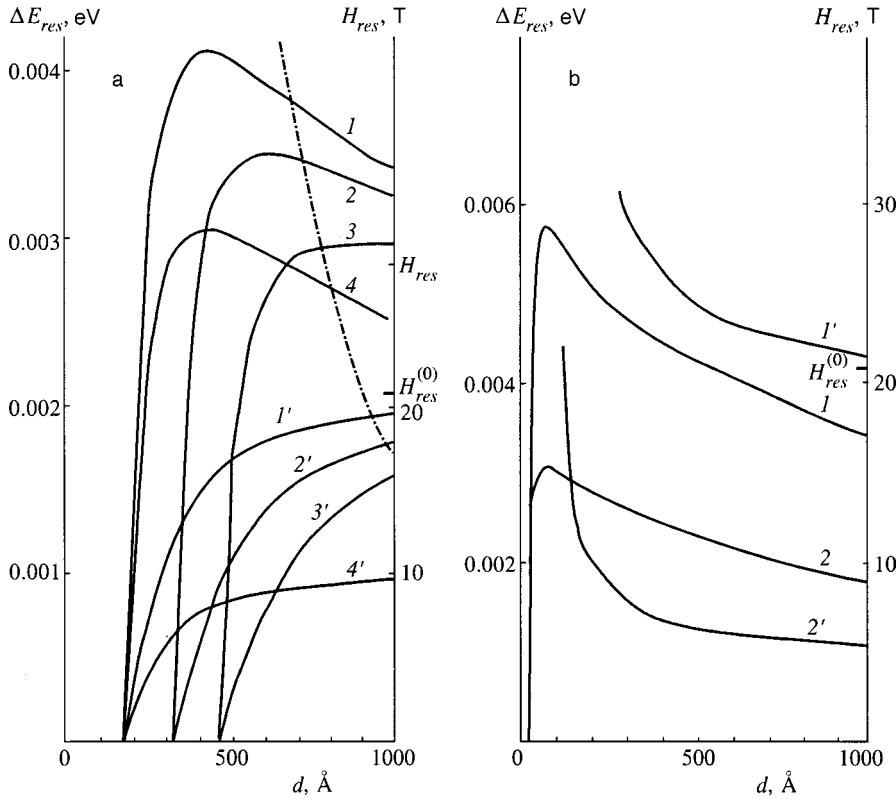 ΔE_res, eV
H_res, T
ΔE_res, eV
H_res, T
a
b
0.004
1
2
0.006
30
3
0.003
H_res
4
1'
H_res^(0)
H_res^(0)
0.004
20
1
0.002
20
1'
2'
3'
2
0.001
10
4'
0.002
10
2'
0
500
1000
0
500
1000
d, Å
d, Å